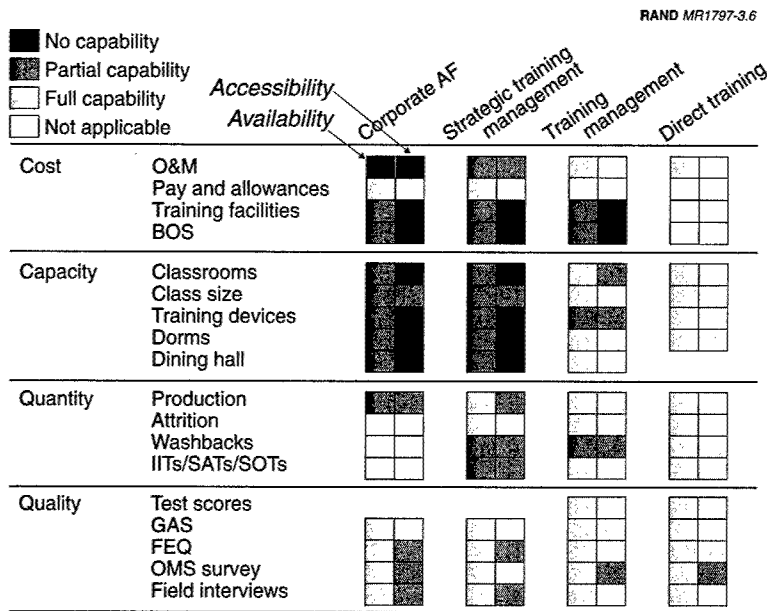 RAND MR1797-3.6
No capability
Partial capability
Full capability
Not applicable
Accessibility
Availability
Corporate AF
Strategic training management
Training management
Direct training
Cost
O&M
Pay and allowances
Training facilities
BOS
Capacity
Classrooms
Class size
Training devices
Dorms
Dining hall
Quantity
Production
Attrition
Washbacks
IITs/SATs/SOTs
Quality
Test scores
GAS
FEQ
OMS survey
Field interviews